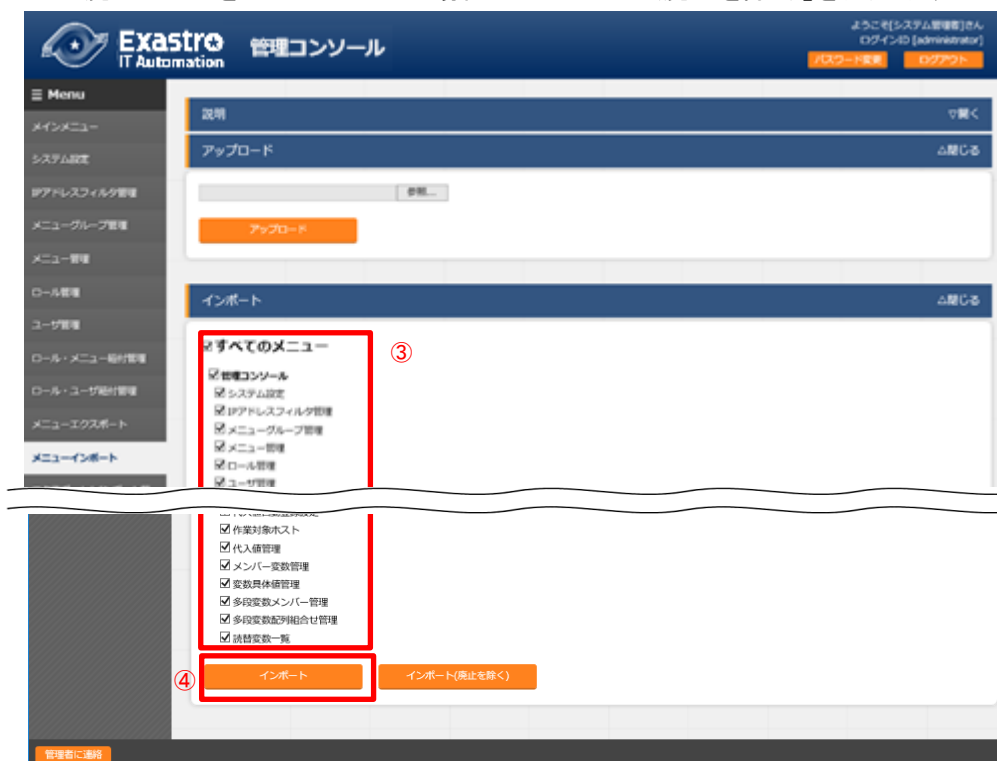 Exastro
IT Automation
管理コンソール
ようこそ[システム管理者]さん
ログインID [administrator]
パスワード変更
ログアウト
☰ Menu
メインメニュー
システム設定
IPアドレスフィルタ管理
メニューグループ管理
メニュー管理
ロール管理
ユーザ管理
ロール・メニュー紐付管理
ロール・ユーザ紐付管理
メニューエクスポート
メニューインポート
説明
▽開く
アップロード
△閉じる
参照...
アップロード
インポート
△閉じる
すべてのメニュー
③
管理コンソール
システム設定
IPアドレスフィルタ管理
メニューグループ管理
メニュー管理
ロール管理
ユーザ管理
作業対象ホスト
代入値管理
メンバー変数管理
変数具体値管理
多段変数メンバー管理
多段変数配列組合せ管理
読替変数一覧
④
インポート
インポート(廃止を除く)
管理者に連絡